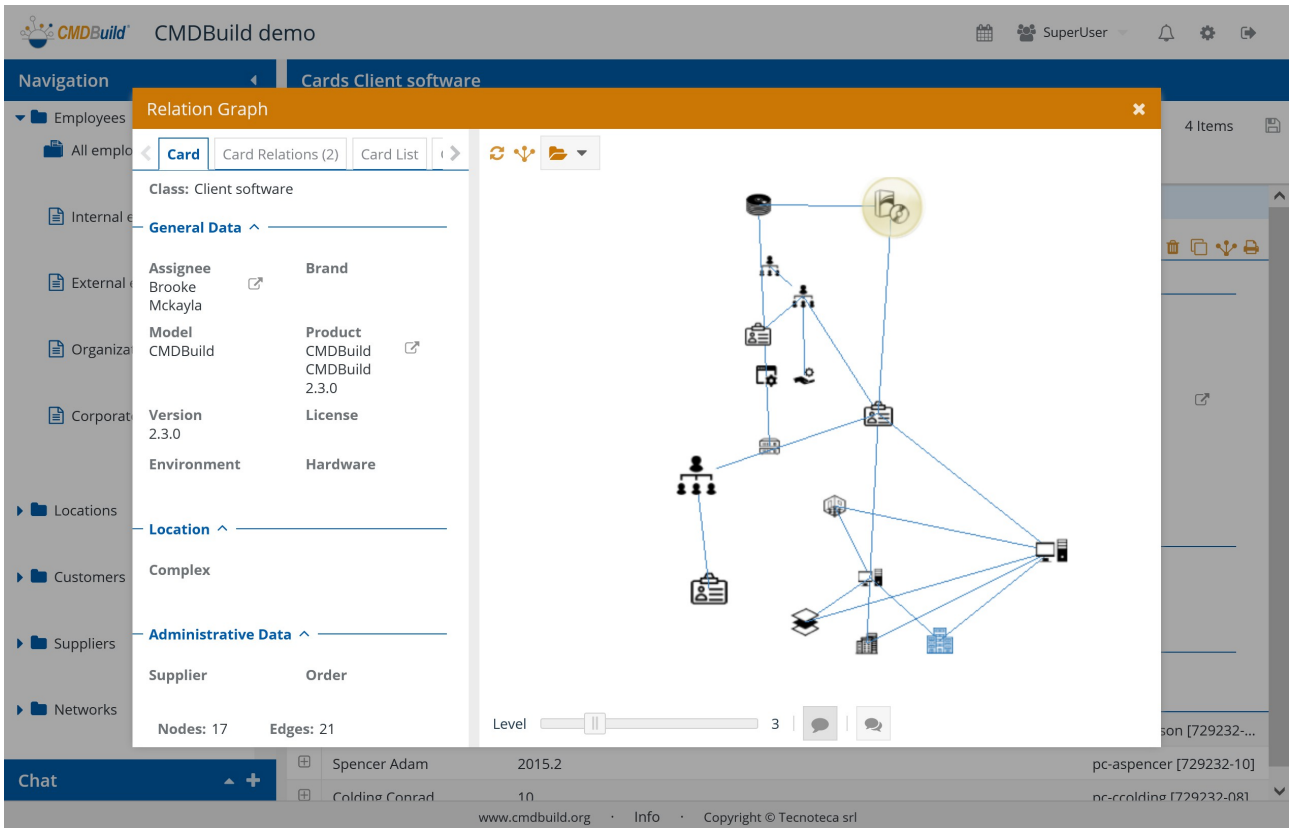 CMDBuild CMDBuild demo SuperUser
Navigation Cards Client software
Employees Relation Graph
4 Items
All emplo Card Card Relations (2) Card List
Class: Client software
Internal e General Data
Assignee Brand
External Brooke
Mckayla
Model Product
CMDBuild CMDBuild
Organiza CMDBuild
2.3.0
Version License
Corporat 2.3.0
Environment Hardware
Locations
Location
Complex
Customers
Administrative Data
Suppliers
Supplier Order
Networks
Nodes: 17 Edges: 21 Level 3
son [729232-...
Chat Spencer Adam 2015.2 pc-aspencer [729232-10]
Colding Conrad 10 pc-ccolding [729232-08]
www.cmdbuild.org · Info · Copyright © Tecnoteca srl